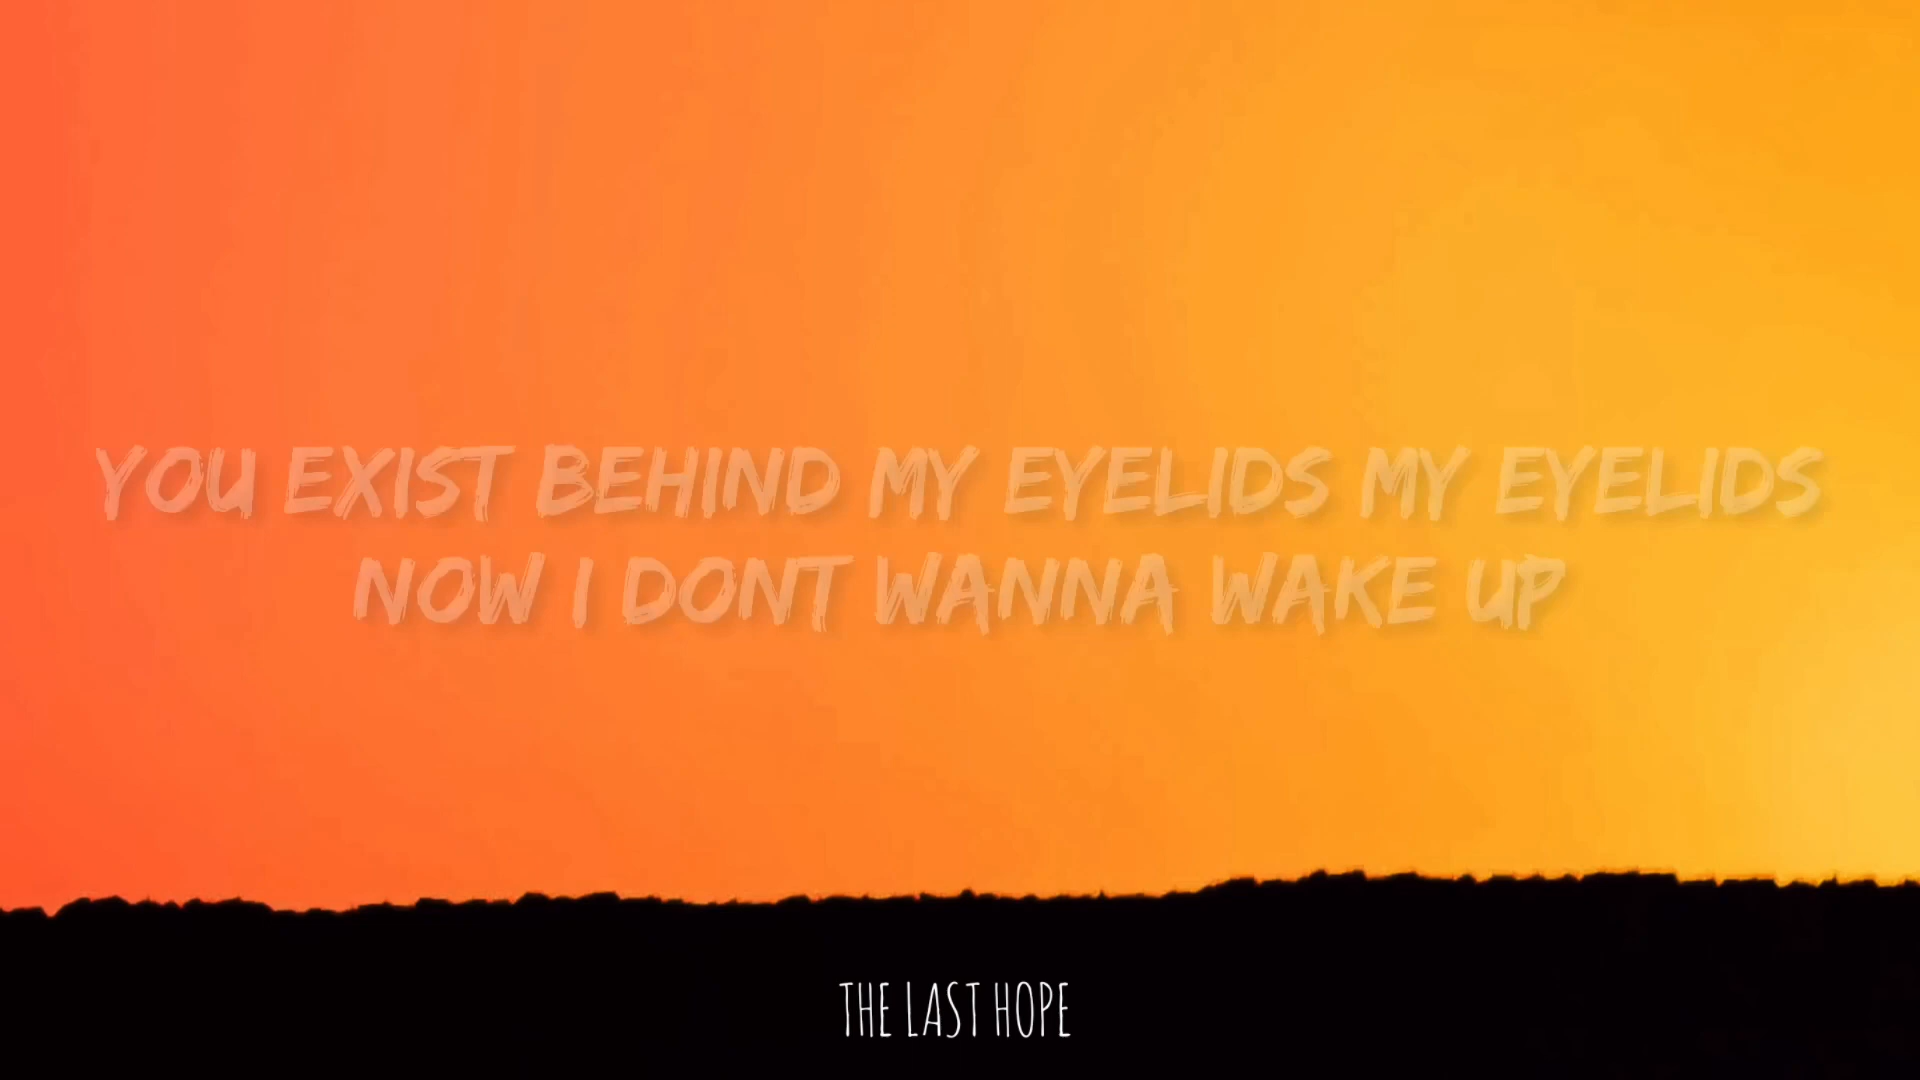 YOU EXIST BEHIND MY EYELIDS MY EYELIDS
NOW I DONT WANNA WAKE UP
THE LAST HOPE